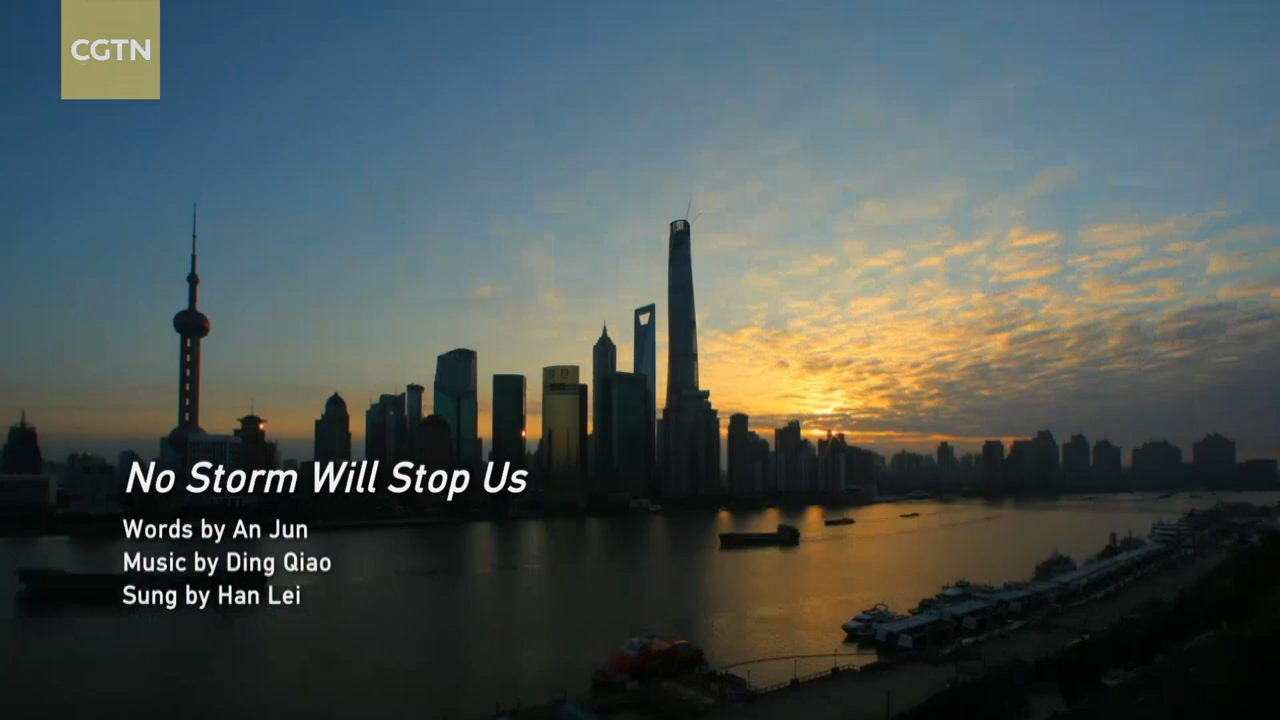 CGTN
No Storm Will Stop Us
Words by An Jun
Music by Ding Qiao
Sung by Han Lei